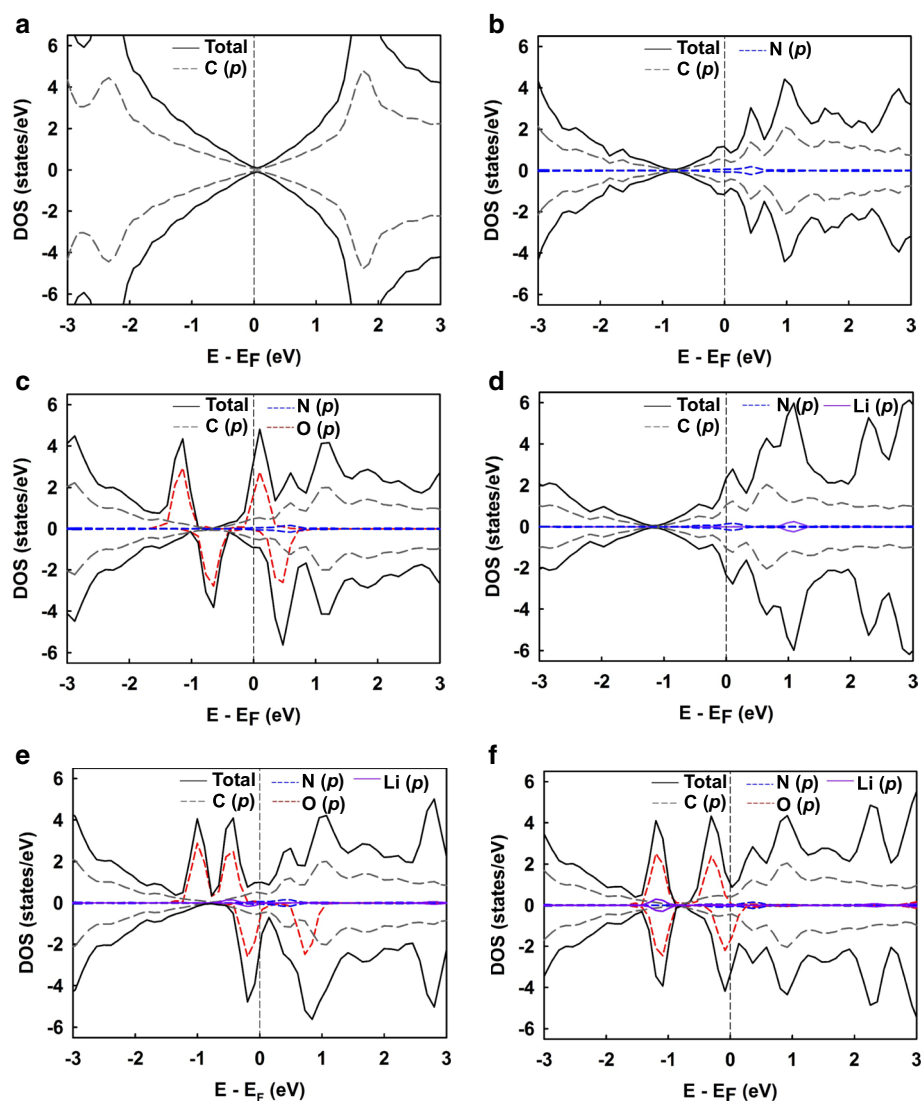 a
Total
C (p)
DOS (states/eV)
6
4
2
0
-2
-4
-6
-3 -2 -1 0 1 2 3
E - EF (eV)
b
Total N (p)
C (p)
DOS (states/eV)
6
4
2
0
-2
-4
-6
-3 -2 -1 0 1 2 3
E - EF (eV)
c
Total N (p)
C (p) O (p)
DOS (states/eV)
6
4
2
0
-2
-4
-6
-3 -2 -1 0 1 2 3
E - EF (eV)
d
Total N (p) Li (p)
C (p)
DOS (states/eV)
6
4
2
0
-2
-4
-6
-3 -2 -1 0 1 2 3
E - EF (eV)
e
Total N (p) Li (p)
C (p) O (p)
DOS (states/eV)
6
4
2
0
-2
-4
-6
-3 -2 -1 0 1 2 3
E - EF (eV)
f
Total N (p) Li (p)
C (p) O (p)
DOS (states/eV)
6
4
2
0
-2
-4
-6
-3 -2 -1 0 1 2 3
E - EF (eV)